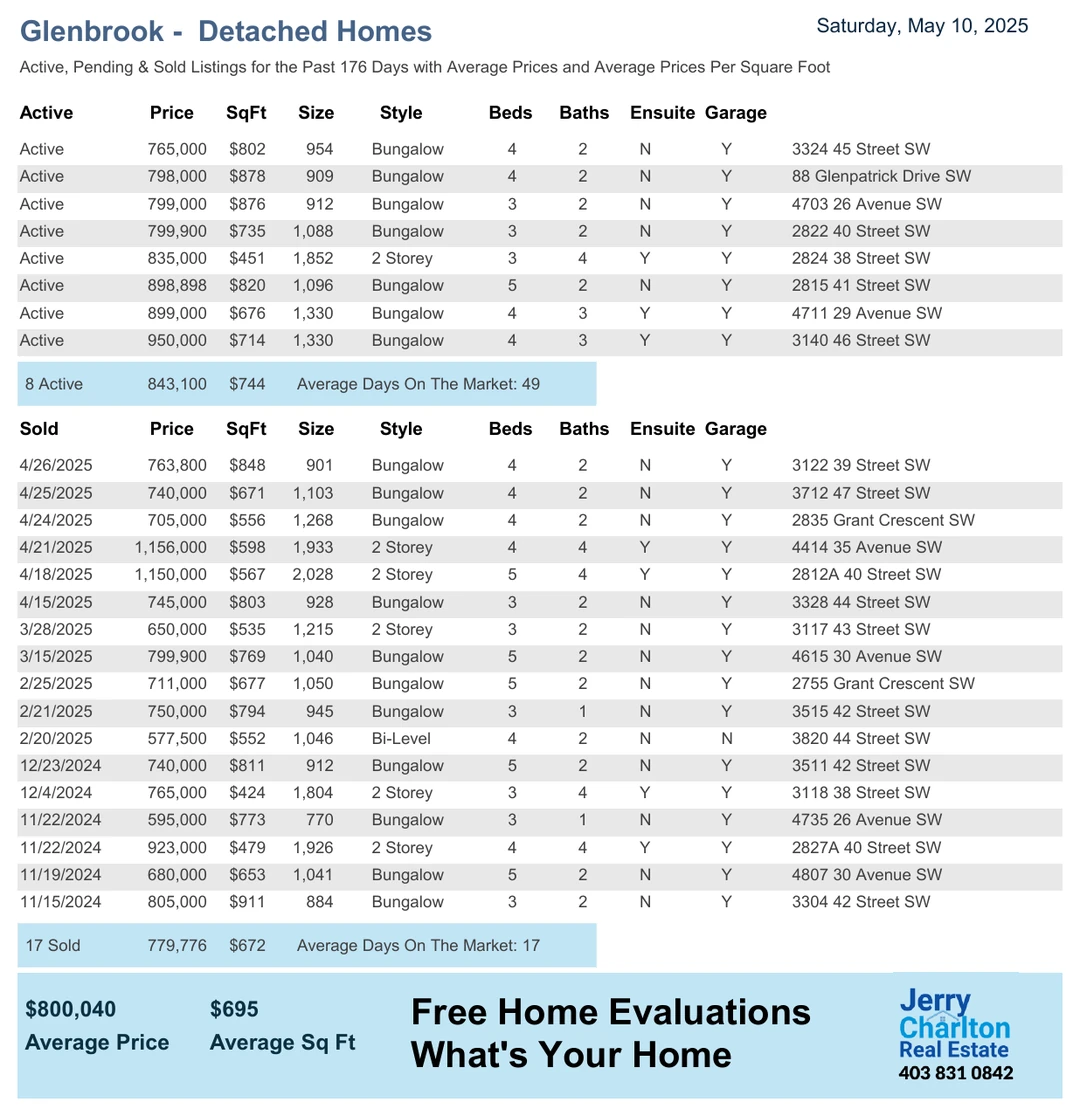 Glenbrook - Detached Homes
Saturday, May 10, 2025
Active, Pending & Sold Listings for the Past 176 Days with Average Prices and Average Prices Per Square Foot
Active Price SqFt Size Style Beds Baths Ensuite Garage
Active 765,000 $802 954 Bungalow 4 2 N Y 3324 45 Street SW
Active 798,000 $878 909 Bungalow 4 2 N Y 88 Glenpatrick Drive SW
Active 799,000 $876 912 Bungalow 3 2 N Y 4703 26 Avenue SW
Active 799,900 $735 1,088 Bungalow 3 2 N Y 2822 40 Street SW
Active 835,000 $451 1,852 2 Storey 3 4 Y Y 2824 38 Street SW
Active 898,898 $820 1,096 Bungalow 5 2 N Y 2815 41 Street SW
Active 899,000 $676 1,330 Bungalow 4 3 Y Y 4711 29 Avenue SW
Active 950,000 $714 1,330 Bungalow 4 3 Y Y 3140 46 Street SW
8 Active 843,100 $744 Average Days On The Market: 49
Sold Price SqFt Size Style Beds Baths Ensuite Garage
4/26/2025 763,800 $848 901 Bungalow 4 2 N Y 3122 39 Street SW
4/25/2025 740,000 $671 1,103 Bungalow 4 2 N Y 3712 47 Street SW
4/24/2025 705,000 $556 1,268 Bungalow 4 2 N Y 2835 Grant Crescent SW
4/21/2025 1,156,000 $598 1,933 2 Storey 4 4 Y Y 4414 35 Avenue SW
4/18/2025 1,150,000 $567 2,028 2 Storey 5 4 Y Y 2812A 40 Street SW
4/15/2025 745,000 $803 928 Bungalow 3 2 N Y 3328 44 Street SW
3/28/2025 650,000 $535 1,215 2 Storey 3 2 N Y 3117 43 Street SW
3/15/2025 799,900 $769 1,040 Bungalow 5 2 N Y 4615 30 Avenue SW
2/25/2025 711,000 $677 1,050 Bungalow 5 2 N Y 2755 Grant Crescent SW
2/21/2025 750,000 $794 945 Bungalow 3 1 N Y 3515 42 Street SW
2/20/2025 577,500 $552 1,046 Bi-Level 4 2 N N 3820 44 Street SW
12/23/2024 740,000 $811 912 Bungalow 5 2 N Y 3511 42 Street SW
12/4/2024 765,000 $424 1,804 2 Storey 3 4 Y Y 3118 38 Street SW
11/22/2024 595,000 $773 770 Bungalow 3 1 N Y 4735 26 Avenue SW
11/22/2024 923,000 $479 1,926 2 Storey 4 4 Y Y 2827A 40 Street SW
11/19/2024 680,000 $653 1,041 Bungalow 5 2 N Y 4807 30 Avenue SW
11/15/2024 805,000 $911 884 Bungalow 3 2 N Y 3304 42 Street SW
17 Sold 779,776 $672 Average Days On The Market: 17
$800,040 $695
Average Price Average Sq Ft
Free Home Evaluations
What's Your Home
Jerry
Charlton
Real Estate
403 831 0842